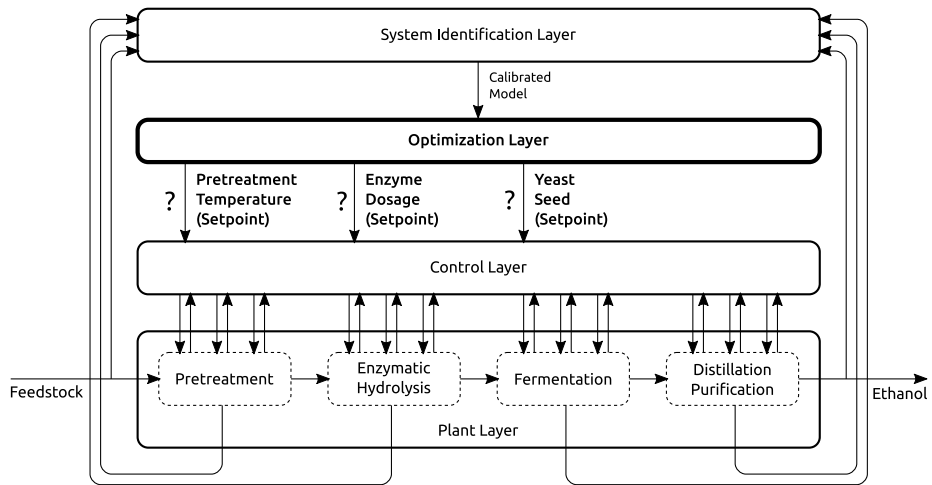 System Identification Layer
Calibrated
Model
Optimization Layer
?
Pretreatment
Temperature
(Setpoint)
?
Enzyme
Dosage
(Setpoint)
?
Yeast
Seed
(Setpoint)
Control Layer
Feedstock
Pretreatment
Enzymatic
Hydrolysis
Fermentation
Distillation
Purification
Ethanol
Plant Layer